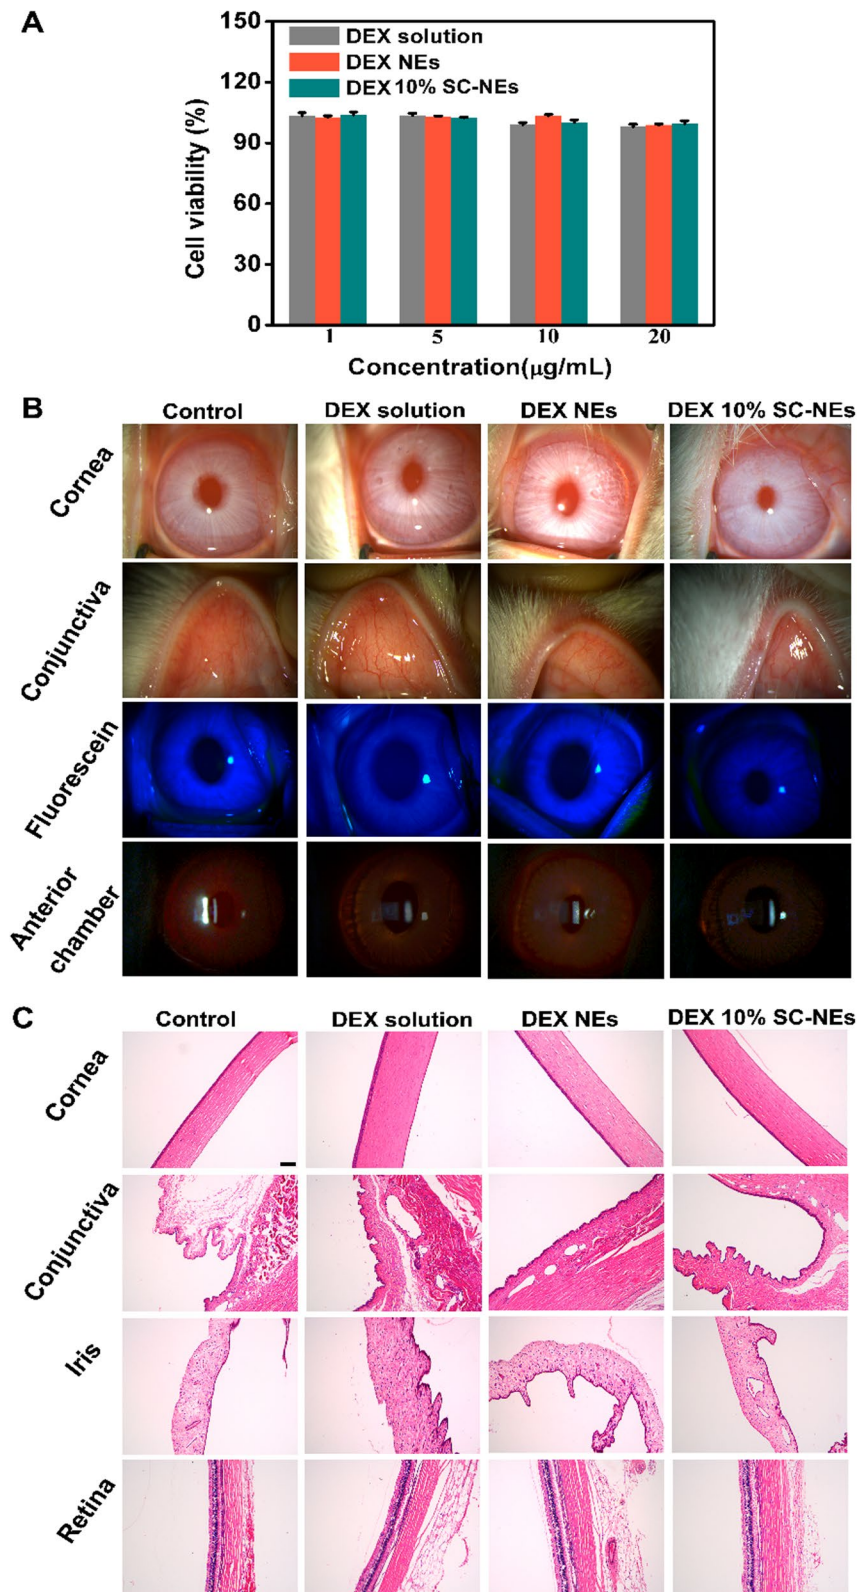 A
150
120
90
60
30
0
Cell viability (%)
DEX solution
DEX NEs
DEX 10% SC-NEs
1 5 10 20
Concentration(μg/mL)
B
Control DEX solution DEX NEs DEX 10% SC-NEs
Cornea
Conjunctiva
Fluorescein
Anterior
chamber
C
Control DEX solution DEX NEs DEX 10% SC-NEs
Cornea
Conjunctiva
Iris
Retina